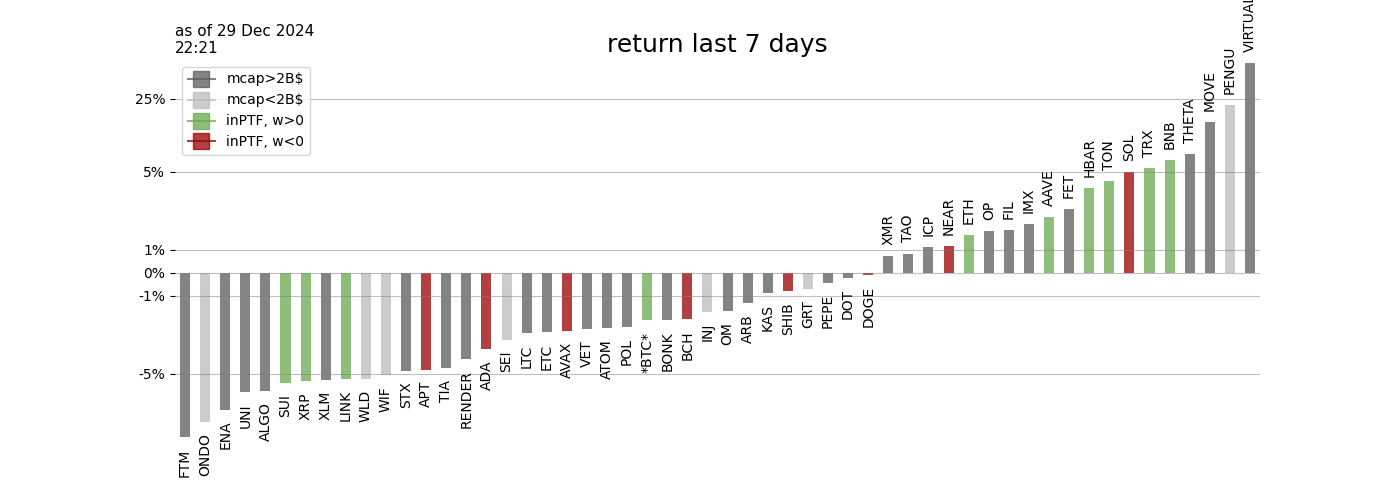 as of 29 Dec 2024
22:21
return last 7 days
mcap>2B$
mcap<2B$
inPTF, w>0
inPTF, w<0
25%
5%
1%
0%
-1%
-5%
FTM
ONDO
ENA
UNI
ALGO
SUI
XRP
XLM
LINK
WLD
WIF
STX
APT
TIA
RENDER
ADA
SEI
LTC
ETC
AVAX
VET
ATOM
POL
*BTC*
BONK
BCH
INJ
OM
ARB
KAS
SHIB
GRT
PEPE
DOT
DOGE
XMR
TAO
ICP
NEAR
ETH
OP
FIL
IMX
AAVE
FET
HBAR
TON
SOL
TRX
BNB
THETA
MOVE
PENGU
VIRTUAL